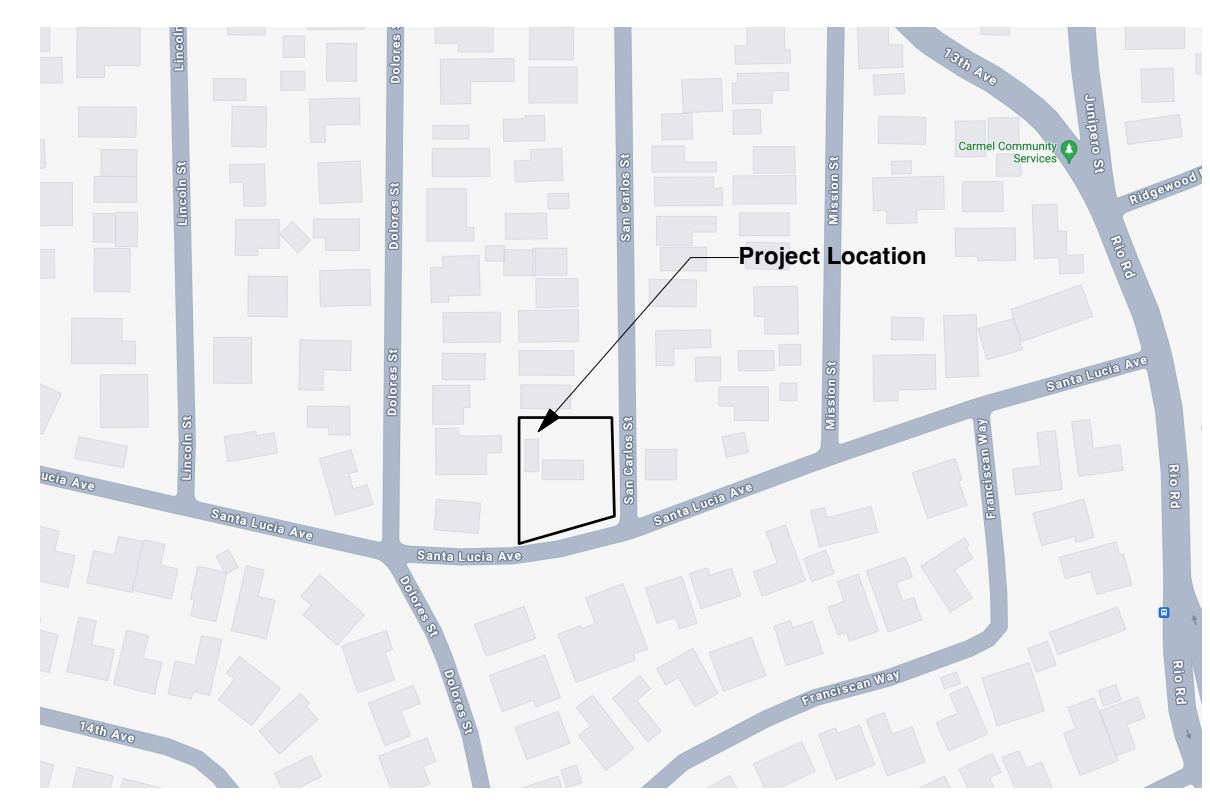 Lincoln
Dolores S
13th Ave
Junipero St
Carmel Community
Services
Lincoln St
Dolores St
San Carlos St
Mission St
Ridgewood
Rio Rd
Project Location
Dolores St
Mission St
Santa Lucia Ave
Lincoln St
San Carlos St
Franciscan Way
Rio Rd
ucia Ave
Santa Lucia Ave
Santa Lucia Ave
Santa Lucia Ave
Dolores St
Dolores St
Franciscan Way
Rio Rd
14th Ave